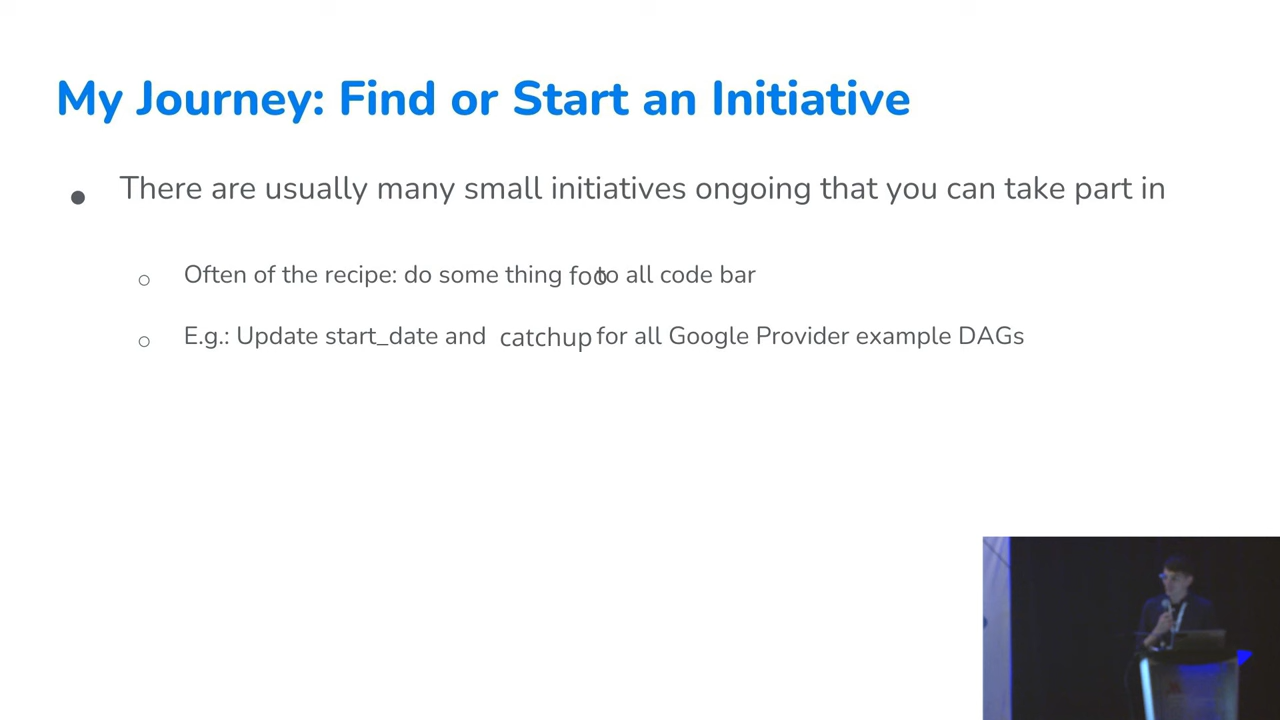 My Journey: Find or Start an Initiative
There are usually many small initiatives ongoing that you can take part in
Often of the recipe: do some thing foo to all code bar
E.g.: Update start_date and catchup for all Google Provider example DAGs